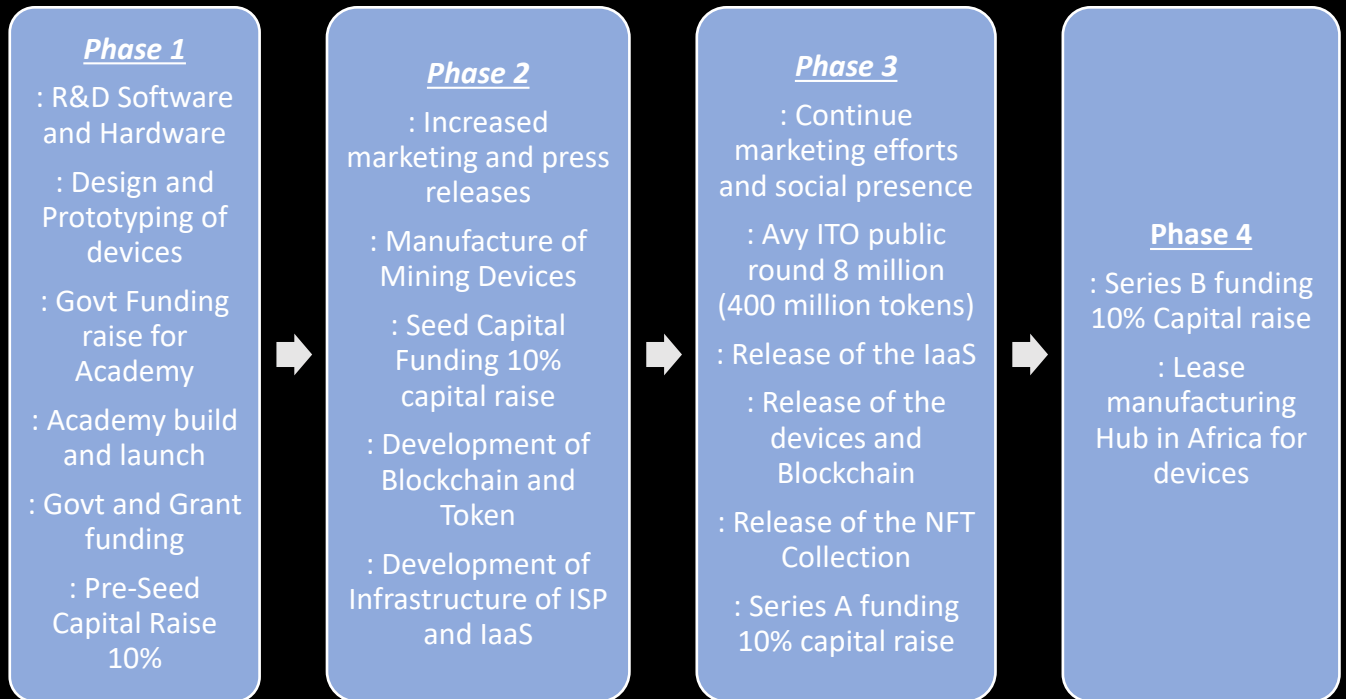 Phase 1
: R&D Software
and Hardware
: Design and
Prototyping of
devices
: Govt Funding
raise for
Academy
: Academy build
and launch
: Govt and Grant
funding
: Pre-Seed
Capital Raise
10%
Phase 2
: Increased
marketing and press
releases
: Manufacture of
Mining Devices
: Seed Capital
Funding 10%
capital raise
: Development of
Blockchain and
Token
: Development of
Infrastructure of ISP
and IaaS
Phase 3
: Continue
marketing efforts
and social presence
: Avy ITO public
round 8 million
(400 million tokens)
: Release of the IaaS
: Release of the
devices and
Blockchain
: Release of the NFT
Collection
: Series A funding
10% capital raise
Phase 4
: Series B funding
10% Capital raise
: Lease
manufacturing
Hub in Africa for
devices